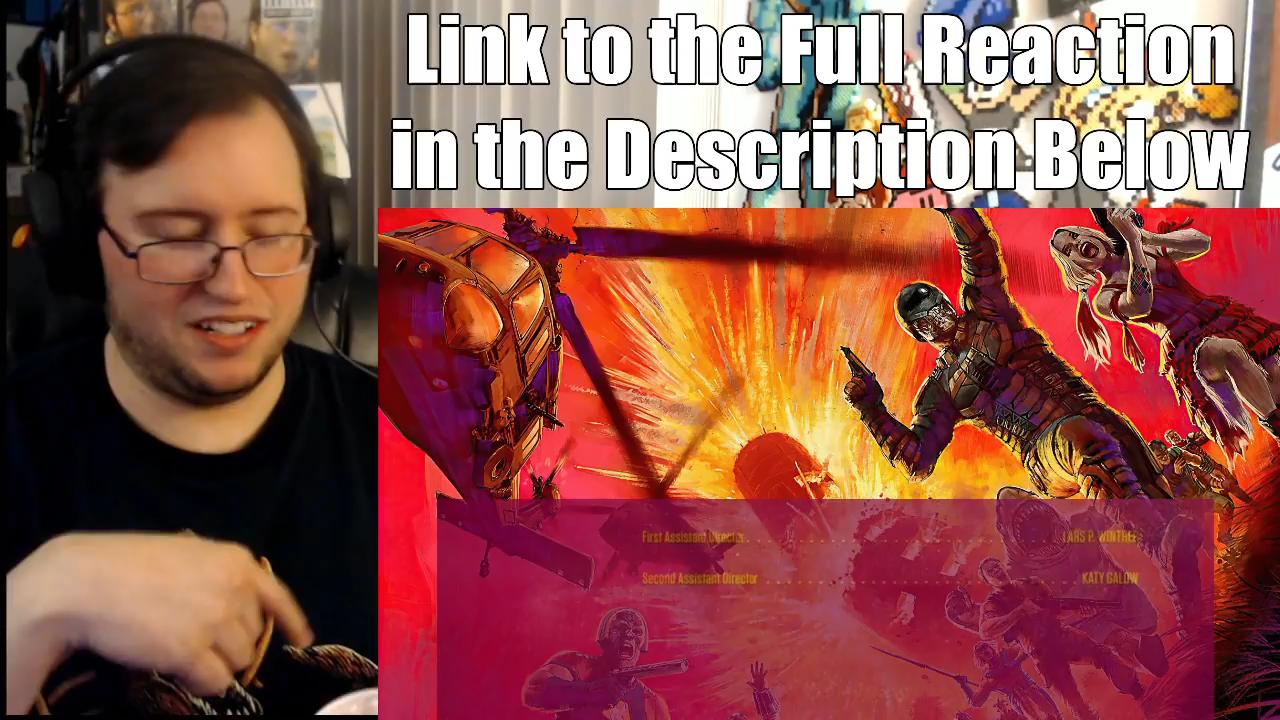 Link to the Full Reaction
in the Description Below
First Assistant Director
Second Assistant Director KATY GALOW